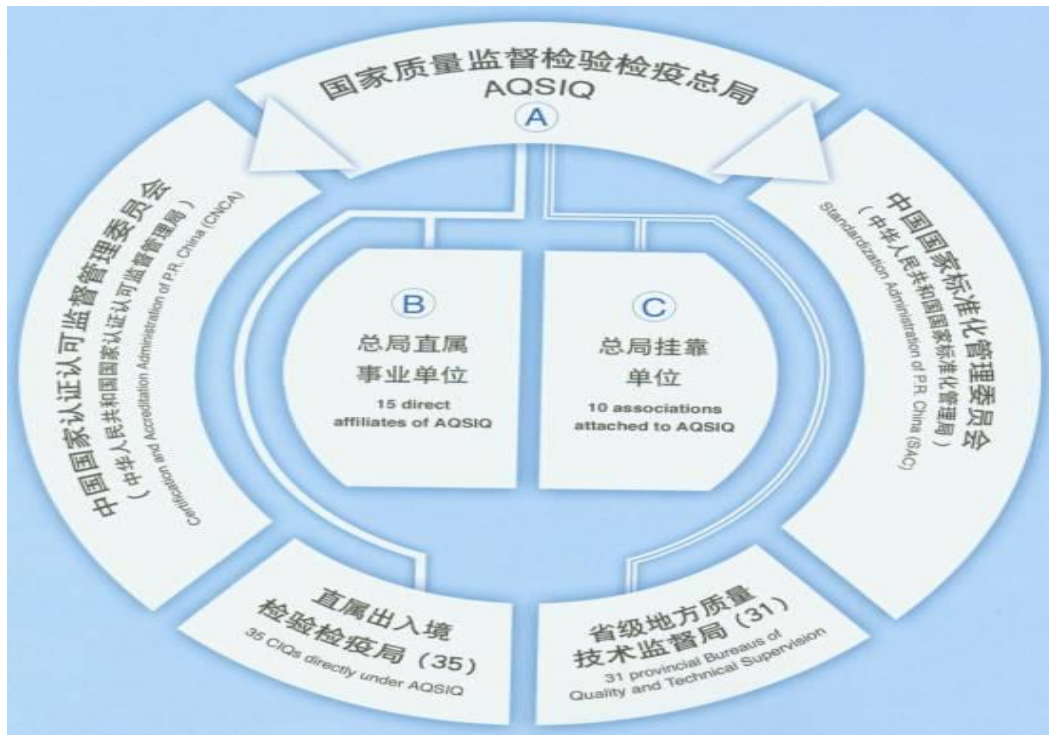 国家质量监督检验检疫总局
AQSIQ
A
中国国家认证认可监督管理委员会
（中华人民共和国国家认证认可监督管理局）
Certification and Accreditation Administration of P.R. China (CNCA)
B
总局直属
事业单位
15 direct
affiliates of AQSIQ
C
总局挂靠
单位
10 associations
attached to AQSIQ
中国国家标准化管理委员会
（中华人民共和国国家标准化管理局）
Standardization Administration of P.R. China (SAC)
直属出入境
检验检疫局（35）
35 CIQs directly under AQSIQ
省级地方质量
技术监督局（31）
31 provincial Bureaus of
Quality and Technical Supervision